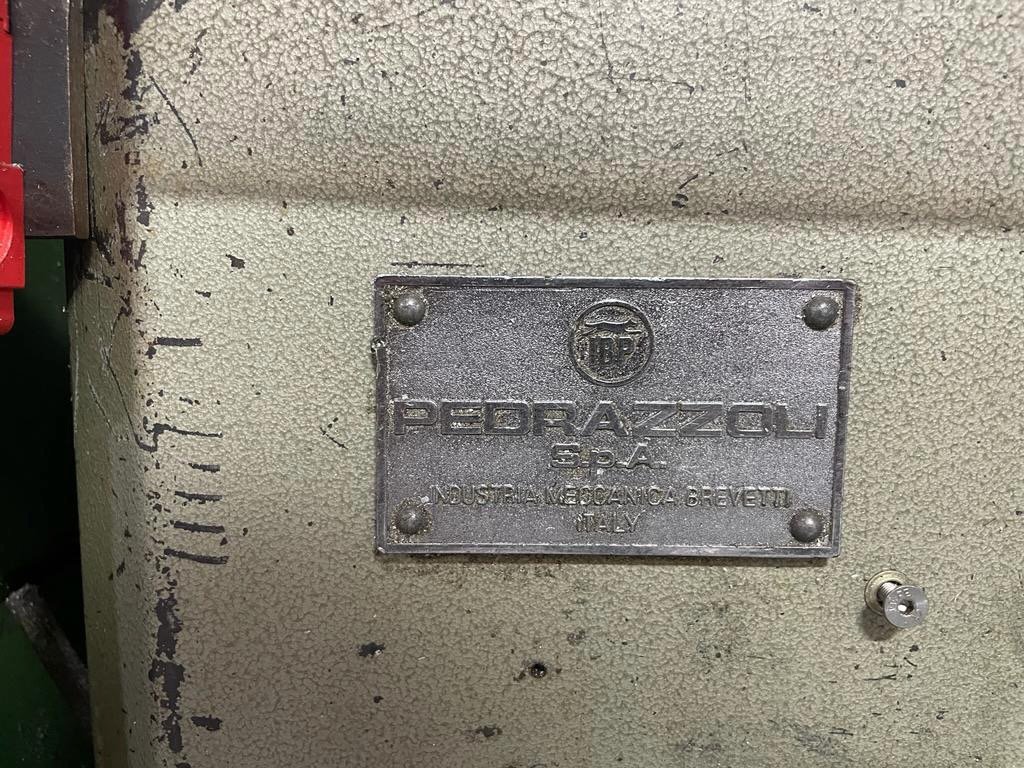 IBP
PEDRAZZOLI
S.p.A.
INDUSTRIA MECCANICA BREVETTI
ITALY